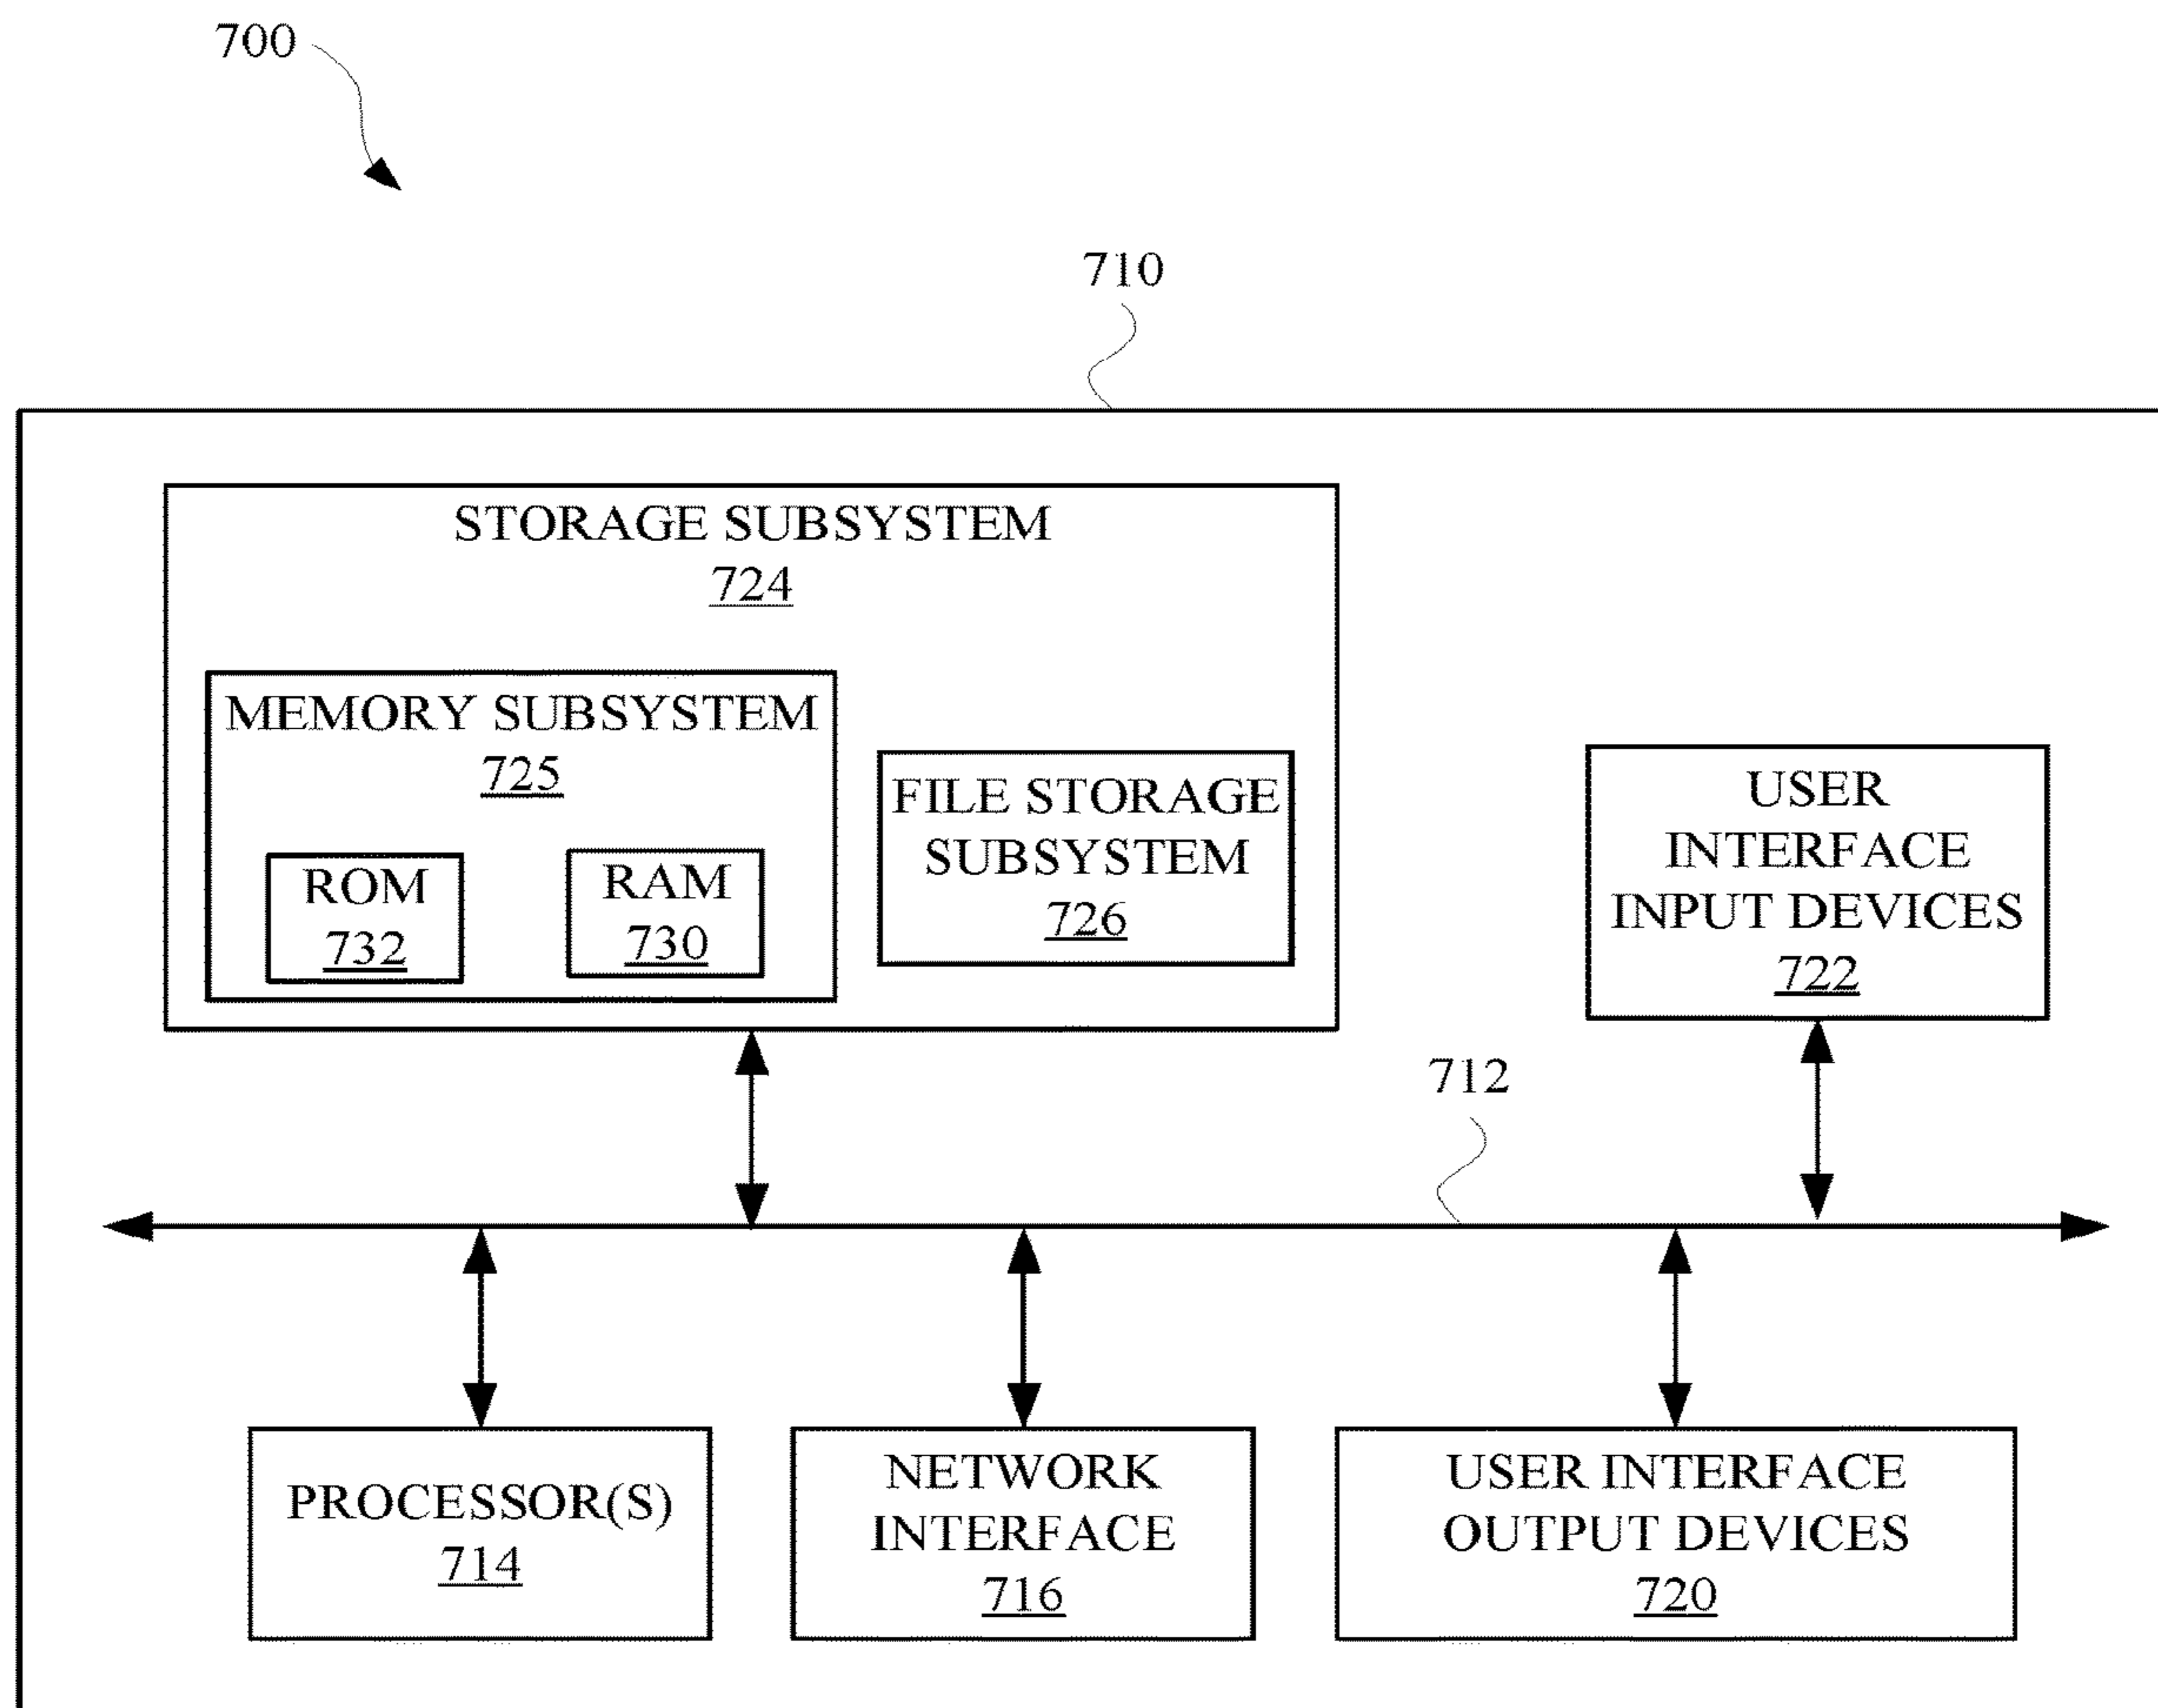 700
710
STORAGE SUBSYSTEM
724
MEMORY SUBSYSTEM
725
ROM
732
RAM
730
FILE STORAGE
SUBSYSTEM
726
USER
INTERFACE
INPUT DEVICES
722
712
PROCESSOR(S)
714
NETWORK
INTERFACE
716
USER INTERFACE
OUTPUT DEVICES
720